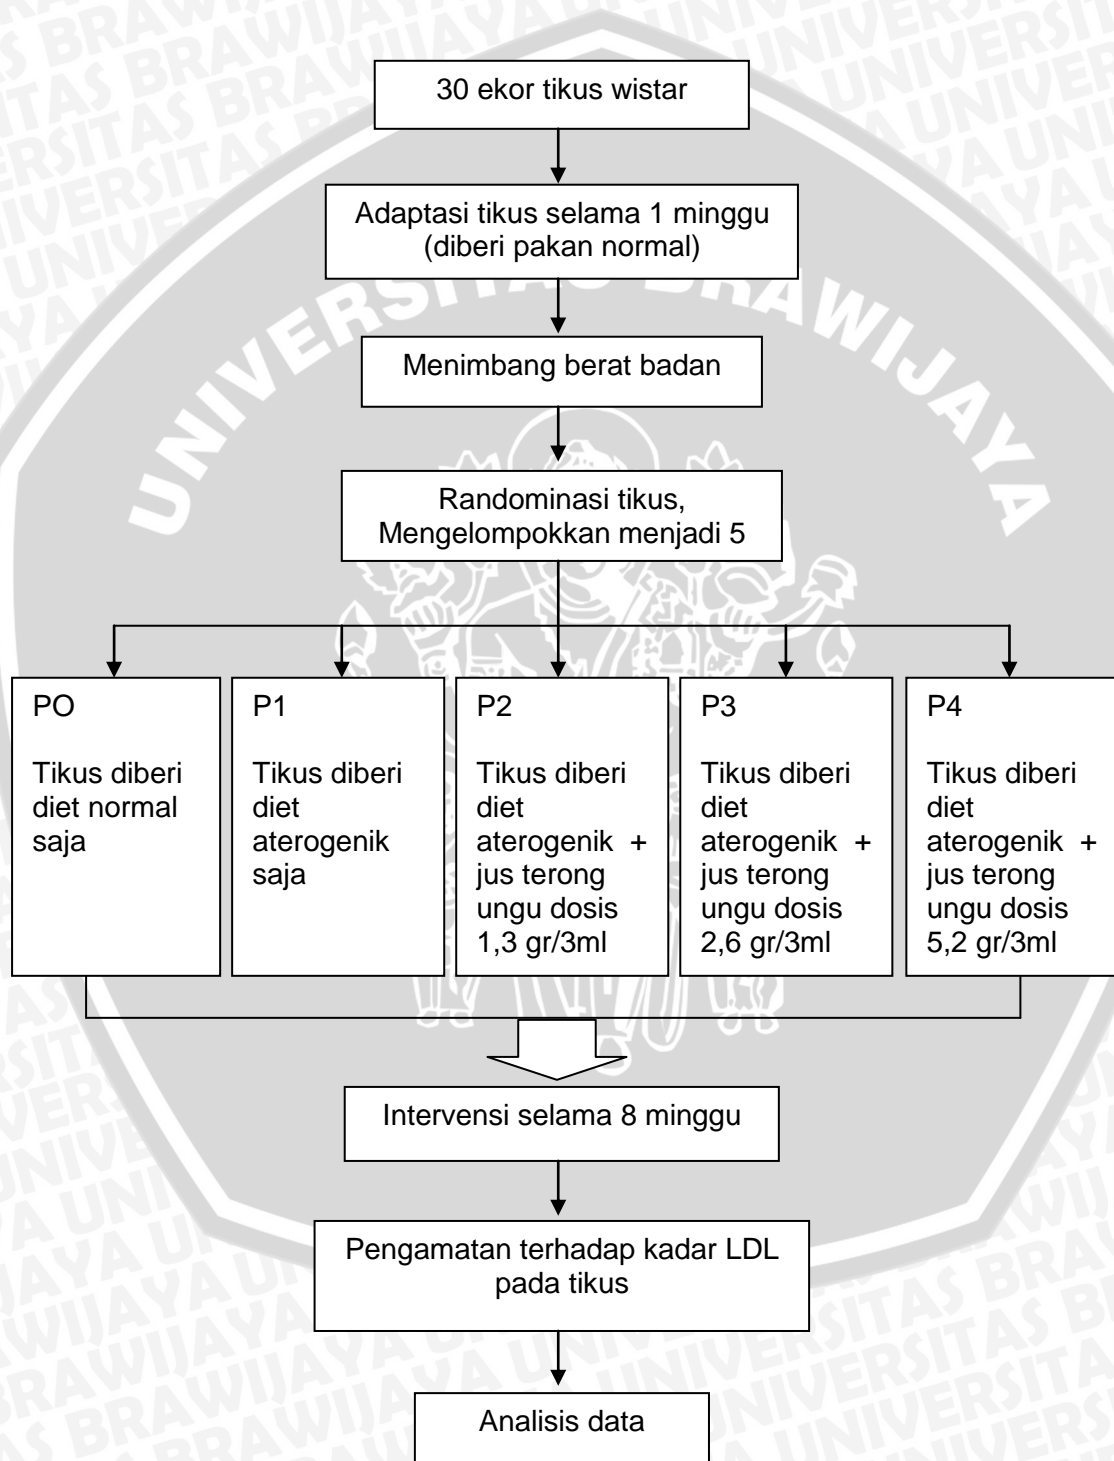 30 ekor tikus wistar
Adaptasi tikus selama 1 minggu
(diberi pakan normal)
UNIVERSITAS BRAWIJAYA
Menimbang berat badan
Randominasi tikus,
Mengelompokkan menjadi 5
PO
Tikus diberi
diet normal
saja
P1
Tikus diberi
diet
aterogenik
saja
P2
Tikus diberi
diet
aterogenik +
jus terong
ungu dosis
1,3 gr/3ml
P3
Tikus diberi
diet
aterogenik +
jus terong
ungu dosis
2,6 gr/3ml
P4
Tikus diberi
diet
aterogenik +
jus terong
ungu dosis
5,2 gr/3ml
Intervensi selama 8 minggu
Pengamatan terhadap kadar LDL
pada tikus
Analisis data